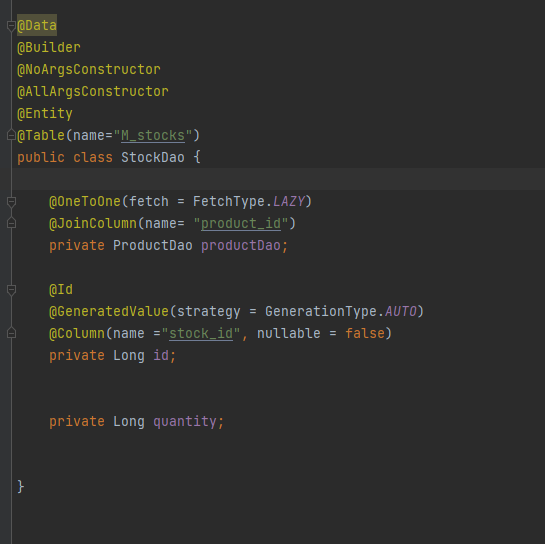 @Data
@Builder
@NoArgsConstructor
@AllArgsConstructor
@Entity
@Table(name="M_stocks")
public class StockDao {
@OneToOne(fetch = FetchType.LAZY)
@JoinColumn(name= "product_id")
private ProductDao productDao;
@Id
@GeneratedValue(strategy = GenerationType.AUTO)
@Column(name ="stock_id", nullable = false)
private Long id;
private Long quantity;
}